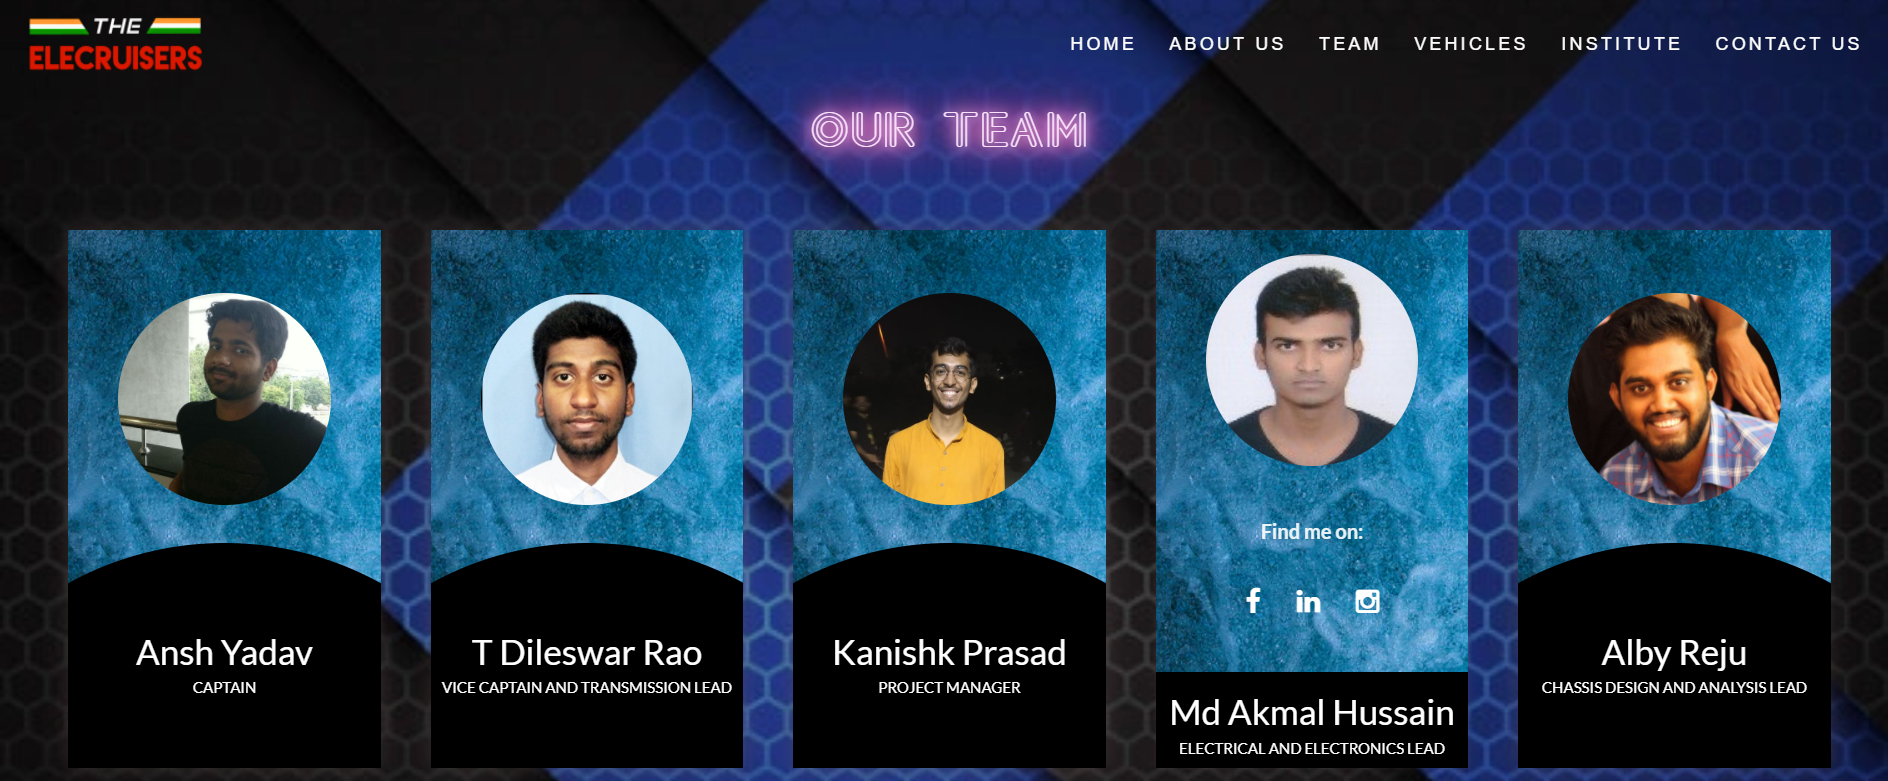 THE
ELECRUISERS
HOME ABOUT US TEAM VEHICLES INSTITUTE CONTACT US
OUR TEAM
Ansh Yadav
CAPTAIN
T Dileswar Rao
VICE CAPTAIN AND TRANSMISSION LEAD
Kanishk Prasad
PROJECT MANAGER
Find me on:
Md Akmal Hussain
ELECTRICAL AND ELECTRONICS LEAD
Alby Reju
CHASSIS DESIGN AND ANALYSIS LEAD